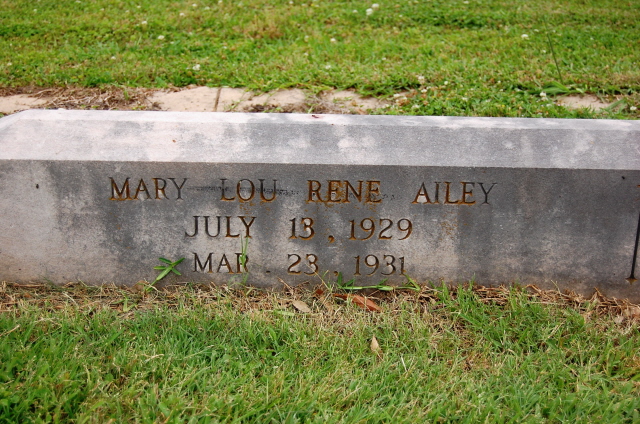 MARY LOU RENE AILEY
JULY 13, 1929
MAR. 23, 1931